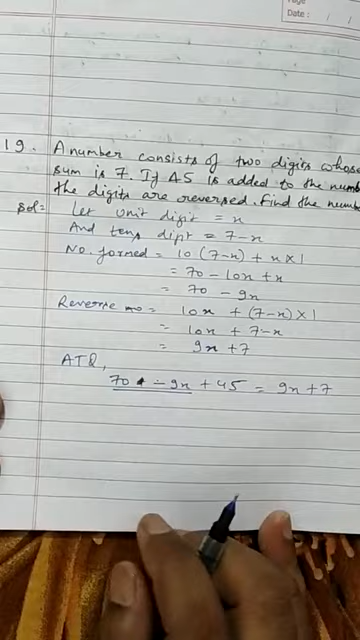 Page
Date : / /
19. A number consists of two digits whose
sum is 7. If 45 is added to the numb
the digits are reversed. Find the numb
Sol= Let unit digit = x
And tens digit = 7-x
No. formed = 10 (7-x) + x×1
= 70 - 10x + x
= 70 - 9x
Reverse no = 10x + (7-x)×1
= 10x + 7-x
= 9x + 7
ATQ,
70 - 9x + 45 = 9x + 7